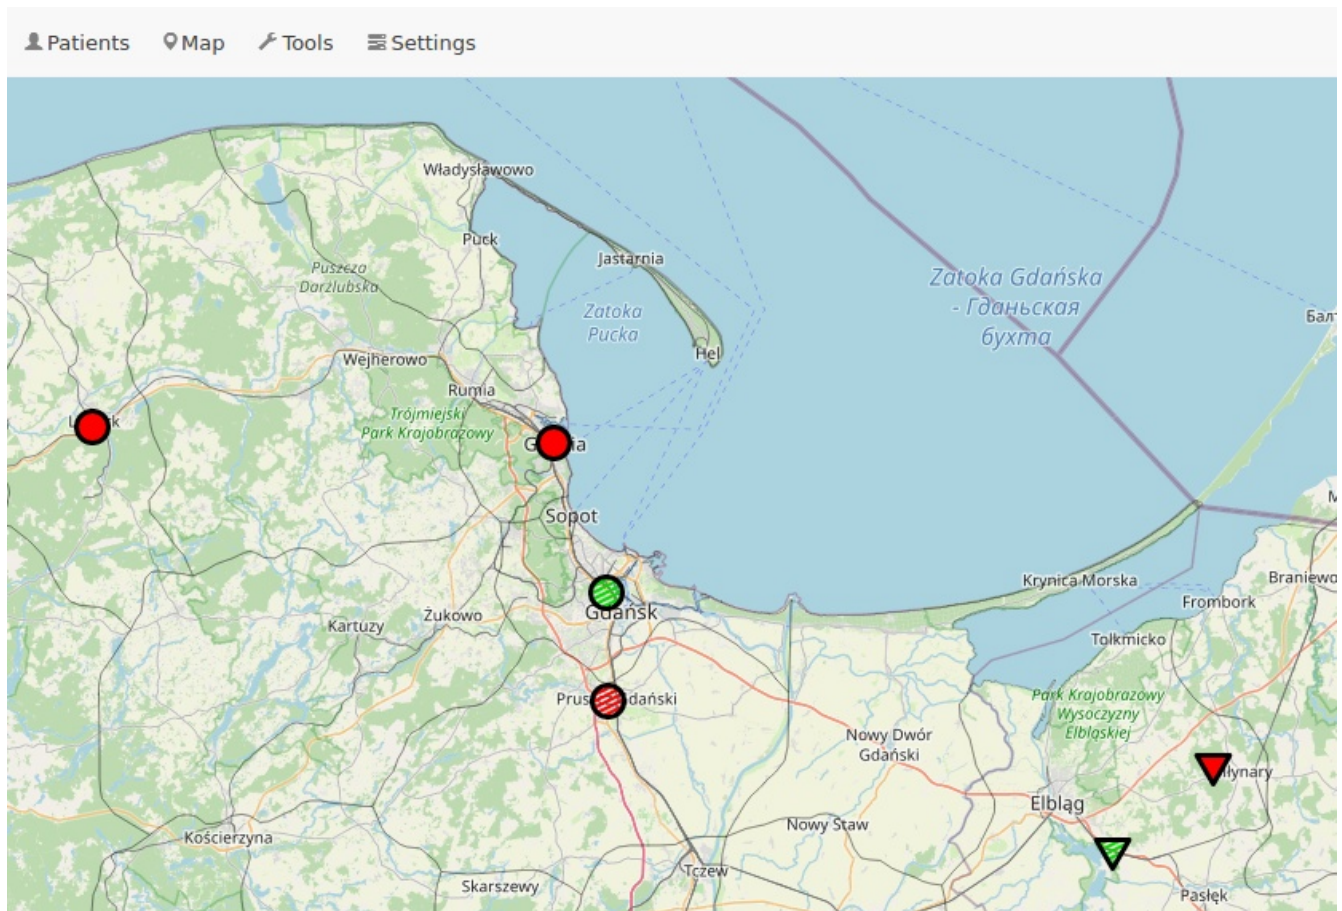 Patients Map Tools Settings
Władysławowo
Puck
Jastarnia
Puszcza
Darżlubska
Zatoka Gdańska
- Гданьская
бухта
Zatoka
Pucka
Hel
Wejherowo
Rumia
Trójmiejski
Park Krajobrazowy
Sopot
Krynica Morska
Braniewo
Frombork
Gdańsk
Żukowo
Kartuzy
Tolkmicko
Park Krajobrazowy
Wysoczyzny
Elbląskiej
Nowy Dwór
Gdański
Elbląg
Nowy Staw
Kościerzyna
Tczew
Skarszewy
Pasłęk